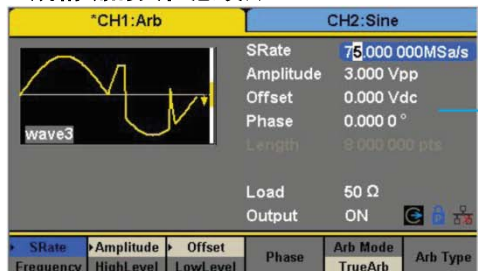 *CH1:Arb
CH2:Sine
SRate 75.000 000MSa/s
Amplitude 3.000 Vpp
Offset 0.000 Vdc
Phase 0.000 0 °
Length 8 000 000 pts
wave3
Load 50 Ω
Output ON
SRate Amplitude Offset Phase Arb Mode Arb Type
Frequency HighLevel LowLevel TrueArb